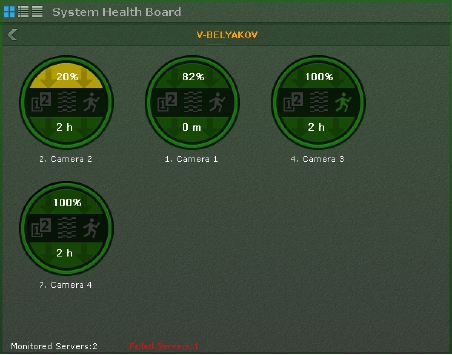 System Health Board
V-BELYAKOV
20%
2 h
2. Camera 2
82%
0 m
1. Camera 1
100%
2 h
4. Camera 3
100%
2 h
7. Camera 4
Monitored Servers:2 Failed Servers:1